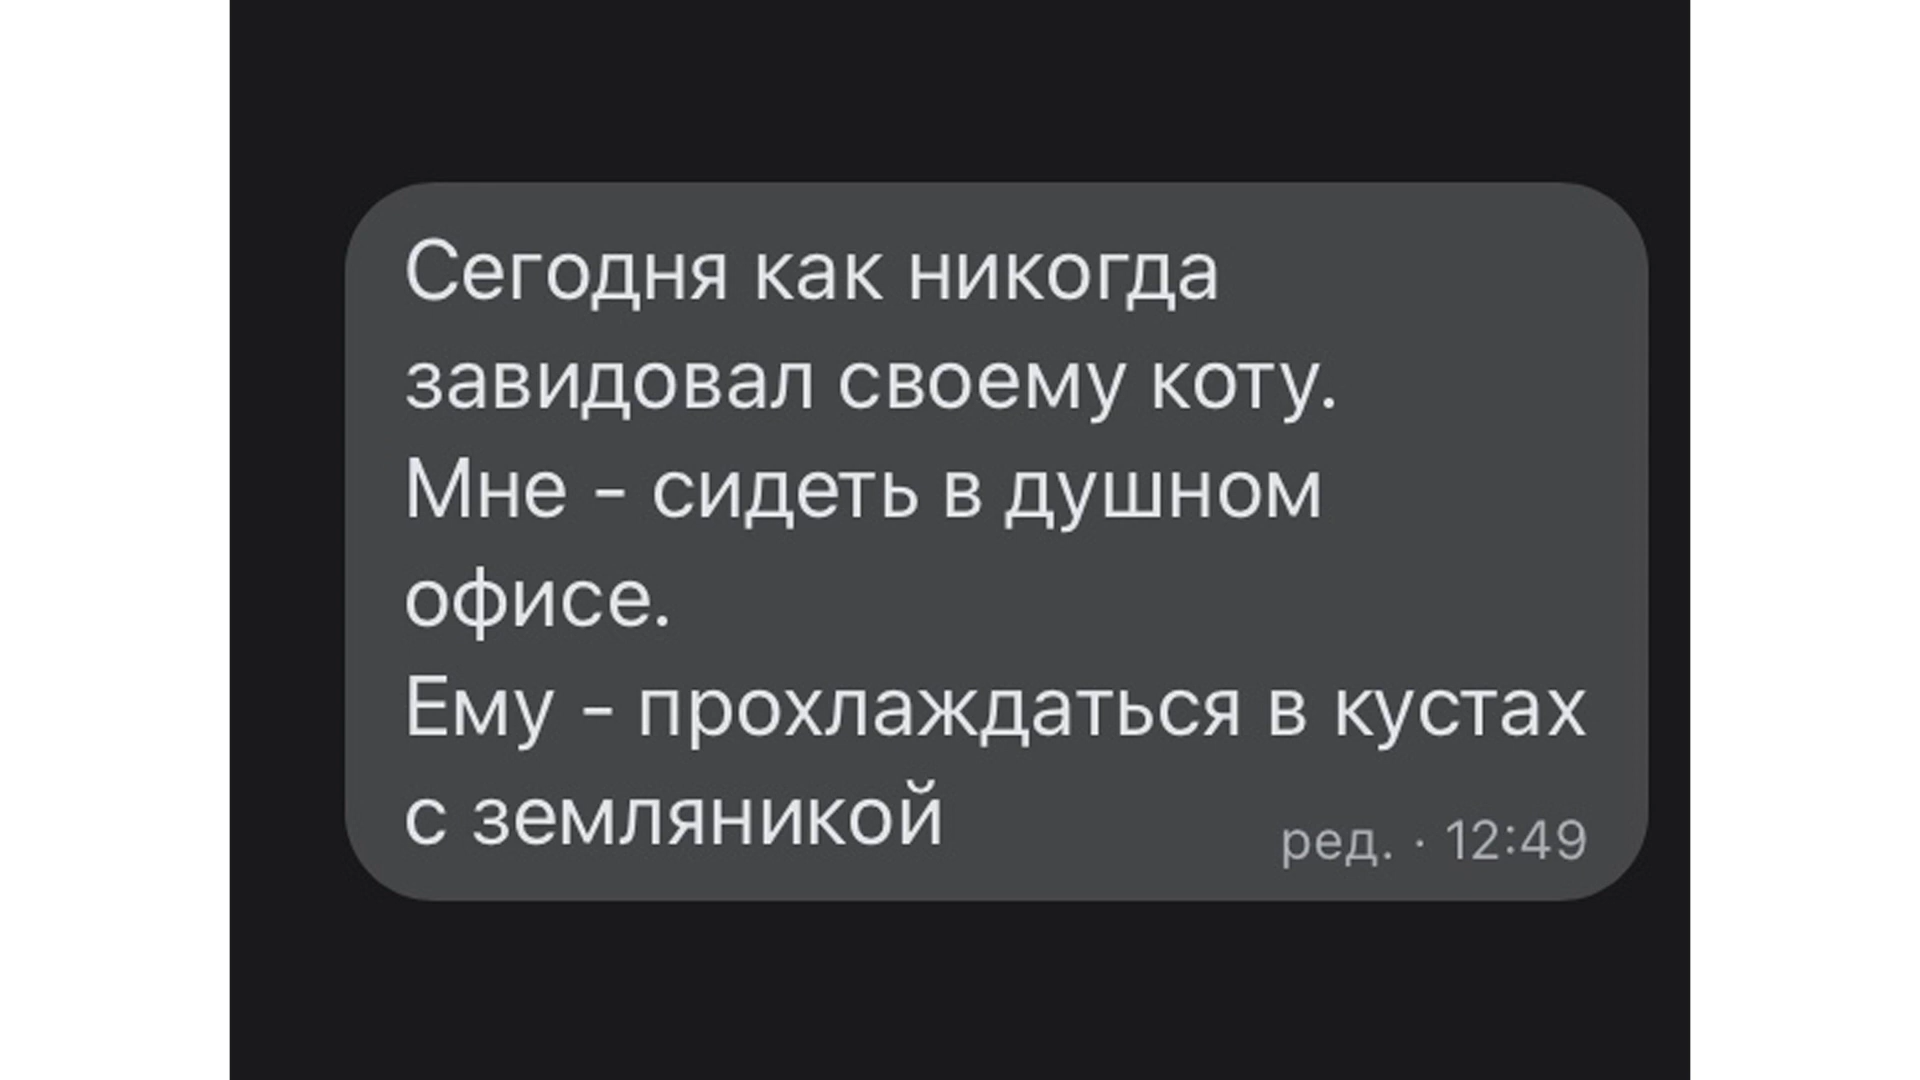 Сегодня как никогда
завидовал своему коту.
Мне - сидеть в душном
офисе.
Ему - прохлаждаться в кустах
с земляникой
ред. · 12:49